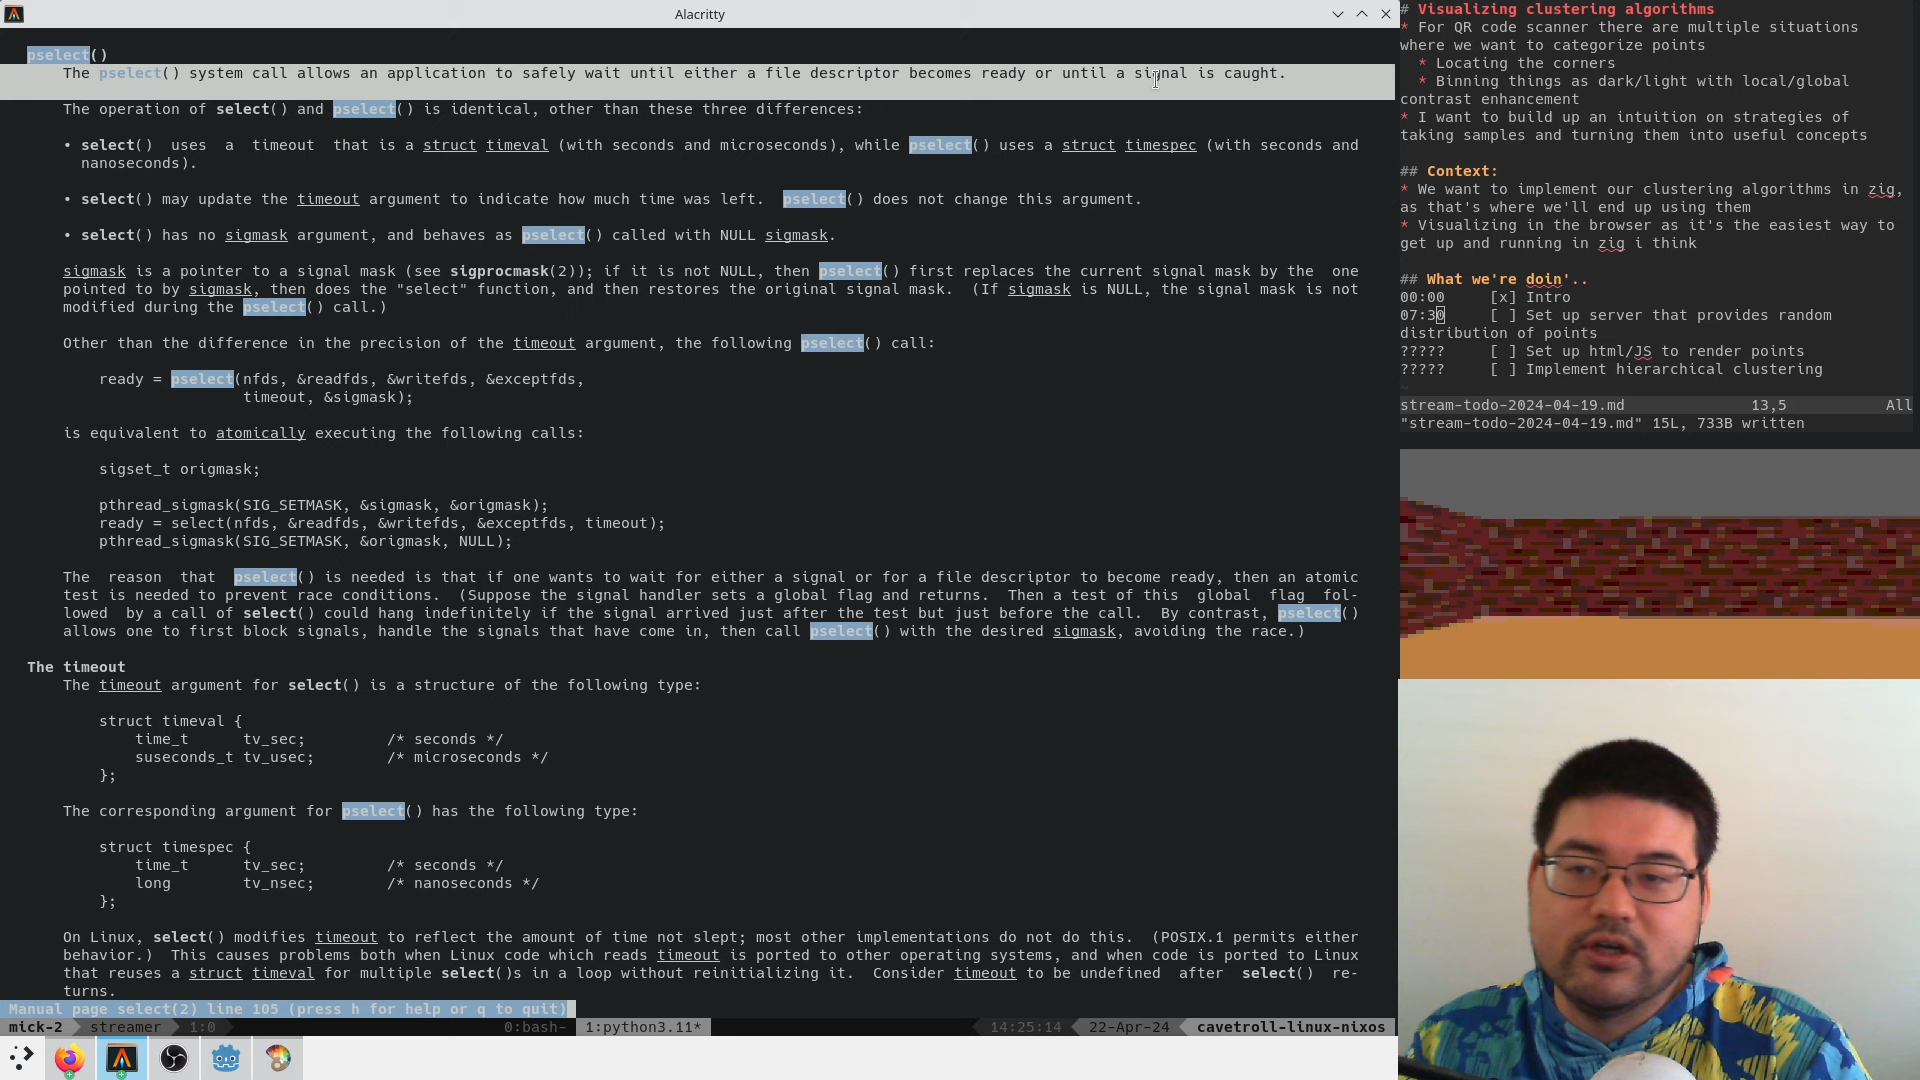 Alacritty
pselect()
The pselect() system call allows an application to safely wait until either a file descriptor becomes ready or until a signal is caught.
The operation of select() and pselect() is identical, other than these three differences:
• select()  uses  a  timeout  that is a struct timeval (with seconds and microseconds), while pselect() uses a struct timespec (with seconds and
nanoseconds).
• select() may update the timeout argument to indicate how much time was left.  pselect() does not change this argument.
• select() has no sigmask argument, and behaves as pselect() called with NULL sigmask.
sigmask is a pointer to a signal mask (see sigprocmask(2)); if it is not NULL, then pselect() first replaces the current signal mask by the  one
pointed to by sigmask, then does the "select" function, and then restores the original signal mask.  (If sigmask is NULL, the signal mask is not
modified during the pselect() call.)
Other than the difference in the precision of the timeout argument, the following pselect() call:
ready = pselect(nfds, &readfds, &writefds, &exceptfds,
timeout, &sigmask);
is equivalent to atomically executing the following calls:
sigset_t origmask;
pthread_sigmask(SIG_SETMASK, &sigmask, &origmask);
ready = select(nfds, &readfds, &writefds, &exceptfds, timeout);
pthread_sigmask(SIG_SETMASK, &origmask, NULL);
The  reason  that  pselect() is needed is that if one wants to wait for either a signal or for a file descriptor to become ready, then an atomic
test is needed to prevent race conditions.  (Suppose the signal handler sets a global flag and returns.  Then a test of this  global  flag  fol-
lowed  by a call of select() could hang indefinitely if the signal arrived just after the test but just before the call.  By contrast, pselect()
allows one to first block signals, handle the signals that have come in, then call pselect() with the desired sigmask, avoiding the race.)
The timeout
The timeout argument for select() is a structure of the following type:
struct timeval {
time_t      tv_sec;         /* seconds */
suseconds_t tv_usec;        /* microseconds */
};
The corresponding argument for pselect() has the following type:
struct timespec {
time_t      tv_sec;         /* seconds */
long        tv_nsec;        /* nanoseconds */
};
On Linux, select() modifies timeout to reflect the amount of time not slept; most other implementations do not do this.  (POSIX.1 permits either
behavior.)  This causes problems both when Linux code which reads timeout is ported to other operating systems, and when code is ported to Linux
that reuses a struct timeval for multiple select()s in a loop without reinitializing it.  Consider timeout to be undefined  after  select()  re-
turns.
Manual page select(2) line 105 (press h for help or q to quit)
mick-2 streamer 1:0 0:bash- 1:python3.11* 14:25:14 22-Apr-24 cavetroll-linux-nixos
# Visualizing clustering algorithms
* For QR code scanner there are multiple situations
where we want to categorize points
* Locating the corners
* Binning things as dark/light with local/global
contrast enhancement
* I want to build up an intuition on strategies of
taking samples and turning them into useful concepts
## Context:
* We want to implement our clustering algorithms in zig,
as that's where we'll end up using them
* Visualizing in the browser as it's the easiest way to
get up and running in zig i think
## What we're doin'..
00:00     [x] Intro
07:30     [ ] Set up server that provides random
distribution of points
?????     [ ] Set up html/JS to render points
?????     [ ] Implement hierarchical clustering
~
stream-todo-2024-04-19.md 13,5 All
"stream-todo-2024-04-19.md" 15L, 733B written